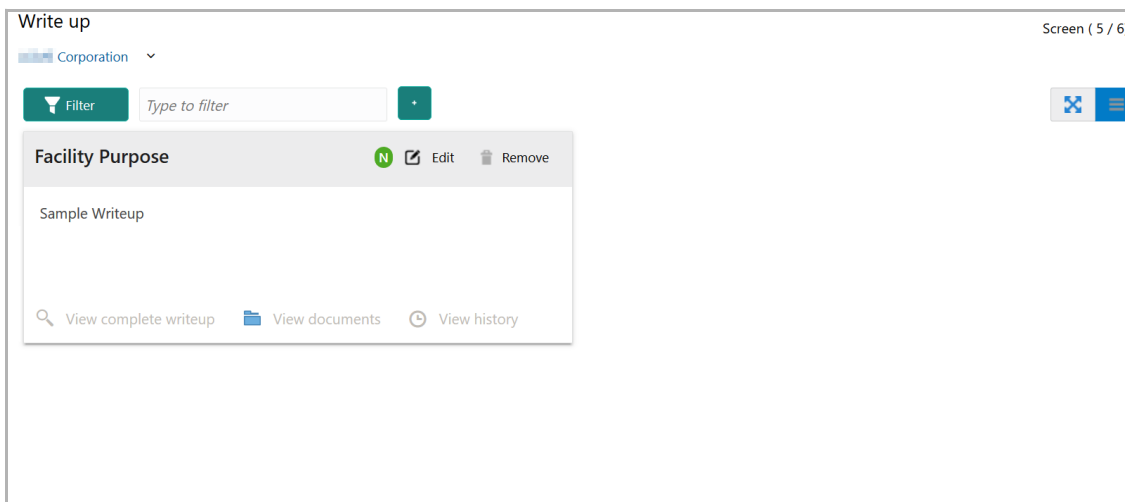 Write up
Screen ( 5 / 6
Corporation
Filter Type to filter +
Facility Purpose N Edit Remove
Sample Writeup
View complete writeup View documents View history